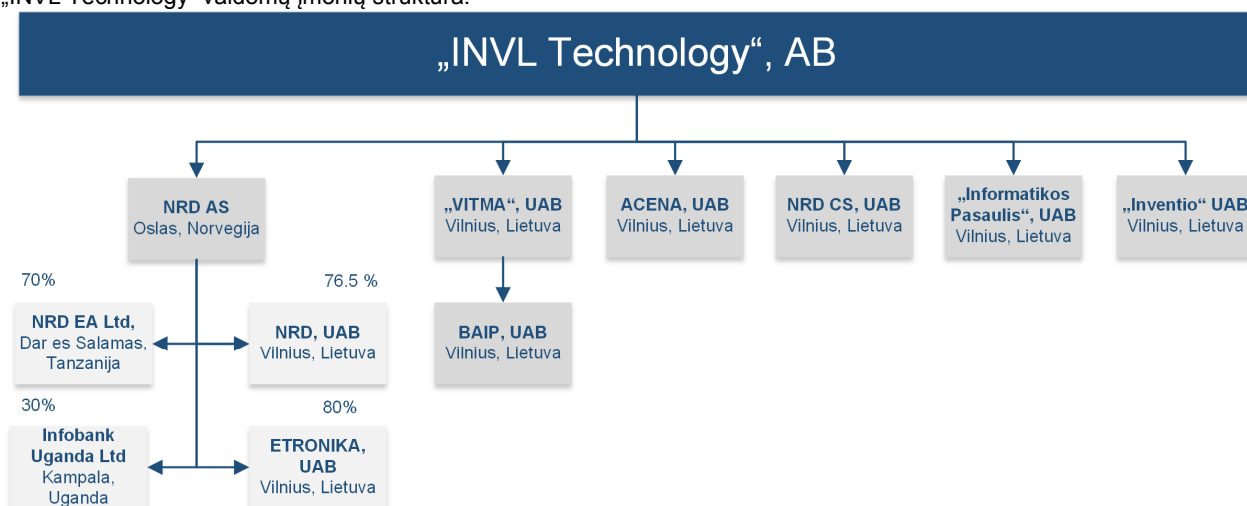 „INVL Technology“ valdomų įmonių struktūra:
„INVL Technology“, AB
NRD AS
Oslas, Norvegija
„VITMA“, UAB
Vilnius, Lietuva
ACENA, UAB
Vilnius, Lietuva
NRD CS, UAB
Vilnius, Lietuva
„Informatikos
Pasaulis“, UAB
Vilnius, Lietuva
„Inventio“ UAB
Vilnius, Lietuva
70%
76.5 %
NRD EA Ltd,
Dar es Salamas,
Tanzanija
NRD, UAB
Vilnius, Lietuva
BAIP, UAB
Vilnius, Lietuva
30%
80%
Infobank
Uganda Ltd
Kampala,
Uganda
ETRONIKA,
UAB
Vilnius, Lietuva